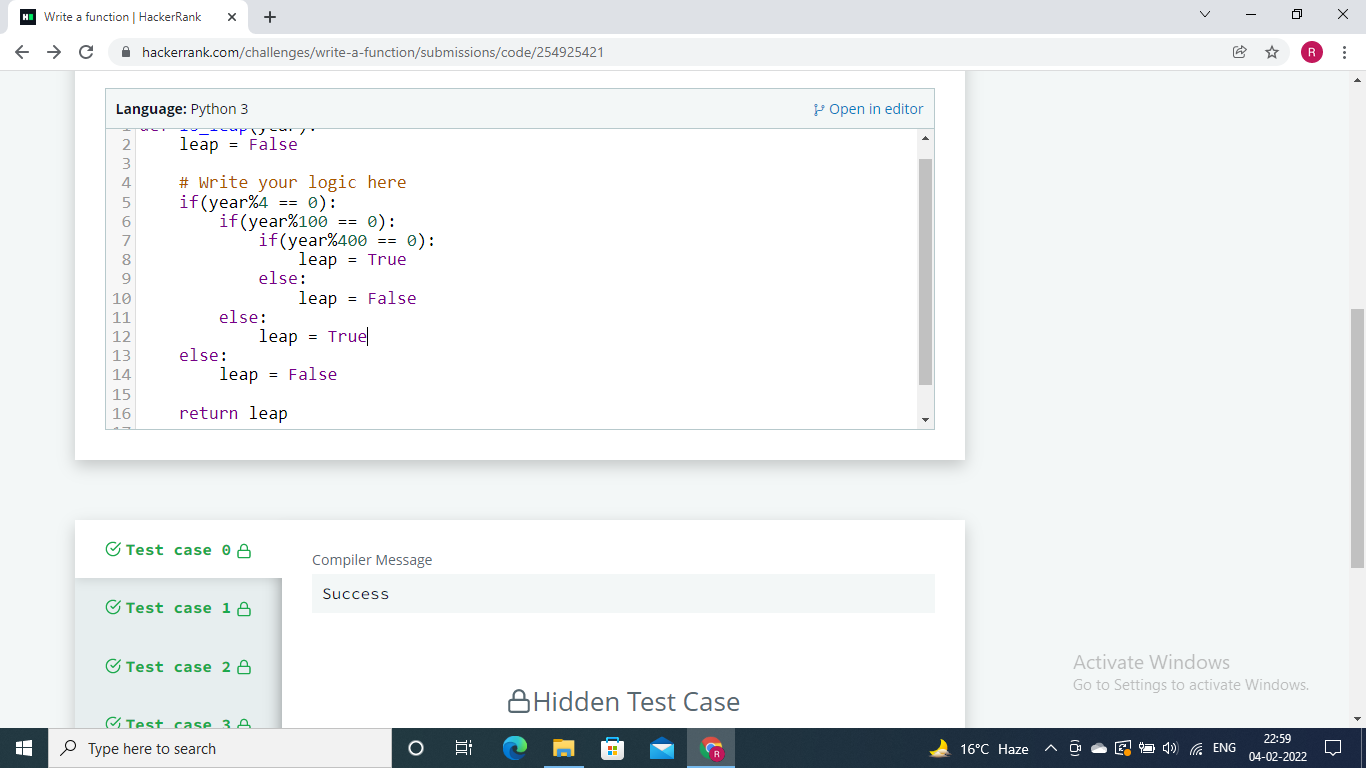 Write a function | HackerRank
hackerrank.com/challenges/write-a-function/submissions/code/254925421
R
Language: Python 3
Open in editor
1 def is_leap(year):
2 leap = False
3
4 # Write your logic here
5 if(year%4 == 0):
6 if(year%100 == 0):
7 if(year%400 == 0):
8 leap = True
9 else:
10 leap = False
11 else:
12 leap = True
13 else:
14 leap = False
15
16 return leap
17
Test case 0
Compiler Message
Success
Test case 1
Test case 2
Hidden Test Case
Test case 3
Activate Windows
Go to Settings to activate Windows.
Type here to search
R
16°C Haze
ENG
22:59
04-02-2022